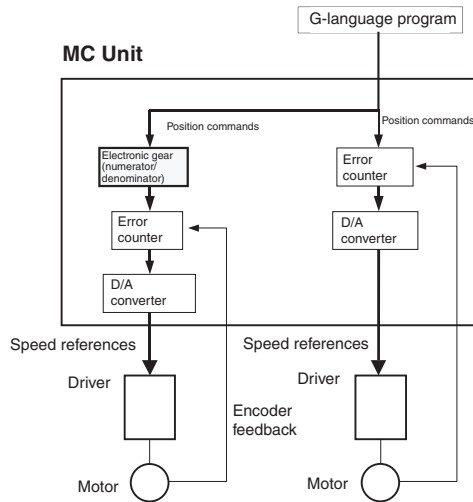 G-language program
MC Unit
Position commands
Position commands
Electronic gear
(numerator/
denominator)
Error
counter
Error
counter
D/A
converter
D/A
converter
Speed references
Speed references
Driver
Driver
Encoder
feedback
Motor
Motor